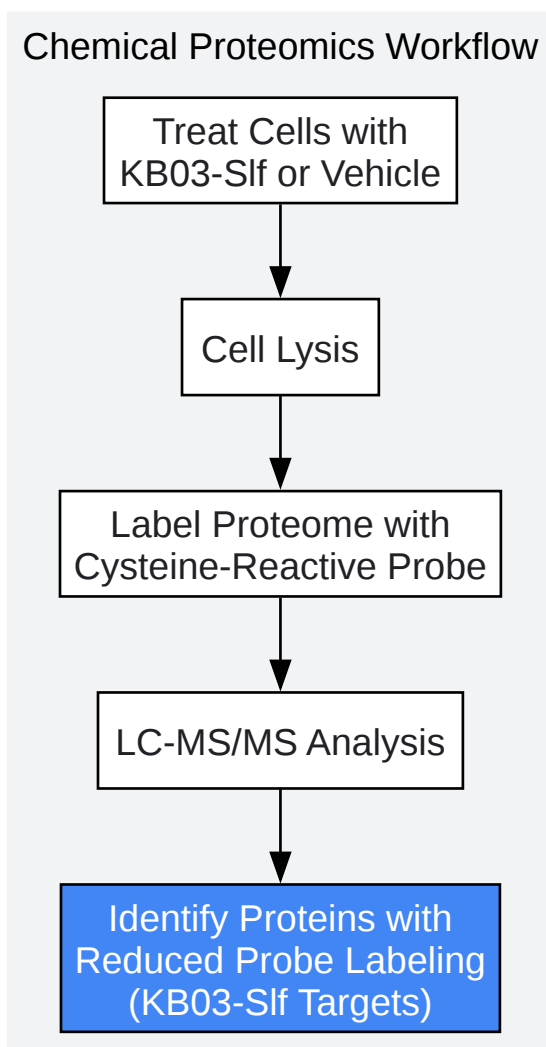 Chemical Proteomics Workflow
Treat Cells with
KB03-Slf or Vehicle
Cell Lysis
Label Proteome with
Cysteine-Reactive Probe
LC-MS/MS Analysis
Identify Proteins with
Reduced Probe Labeling
(KB03-Slf Targets)